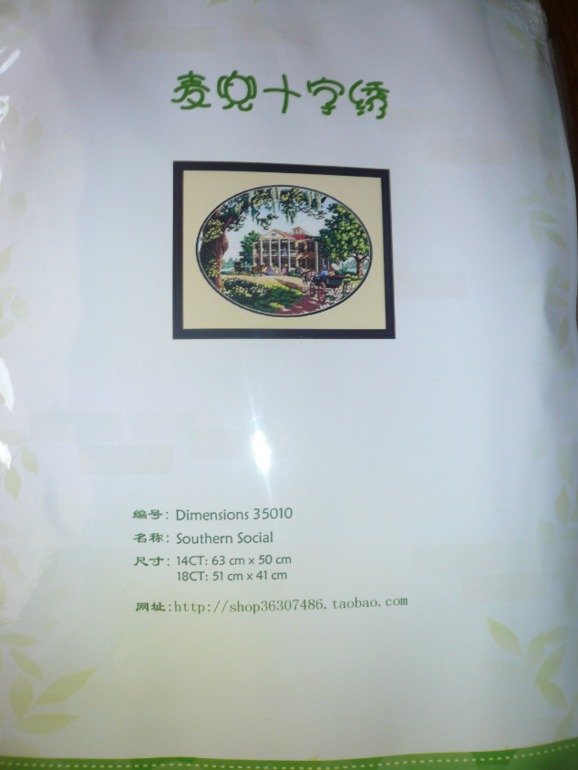 麦兜十字绣
编号：Dimensions 35010
名称：Southern Social
尺寸：14CT: 63 cm x 50 cm
18CT: 51 cm x 41 cm
网址:http://shop36307486.taobao.com